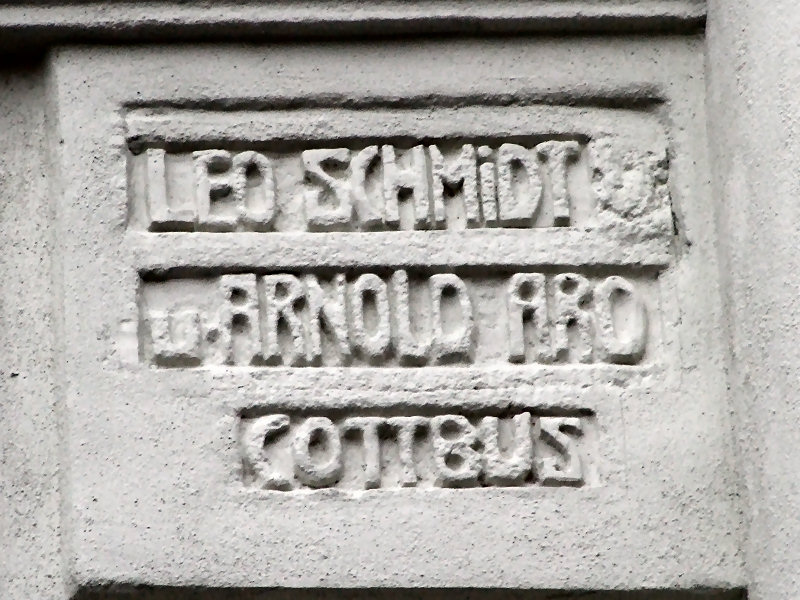 LEO SCHMiDT
u. ARNOLD ARO
COTTBUS